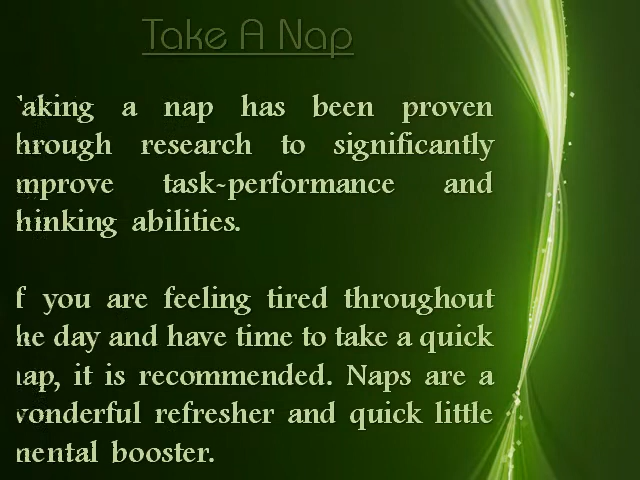 Take A Nap
aking a nap has been proven
hrough research to significantly
mprove task-performance and
hinking abilities.
f you are feeling tired throughout
he day and have time to take a quick
ap, it is recommended. Naps are a
onderful refresher and quick little
mental booster.